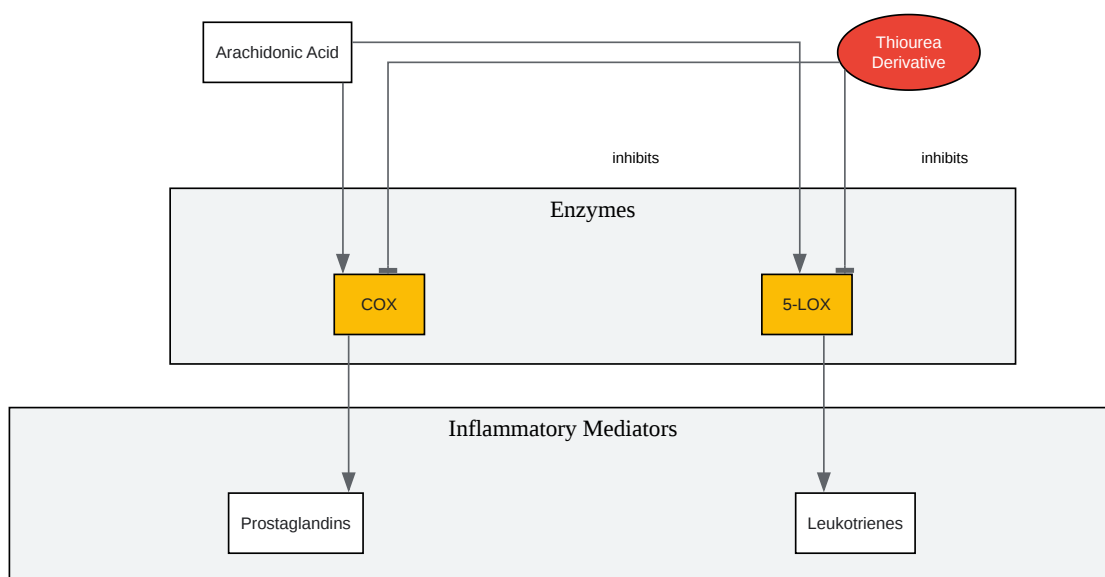 Arachidonic Acid
Thiourea
Derivative
inhibits
inhibits
Enzymes
COX
5-LOX
Inflammatory Mediators
Prostaglandins
Leukotrienes